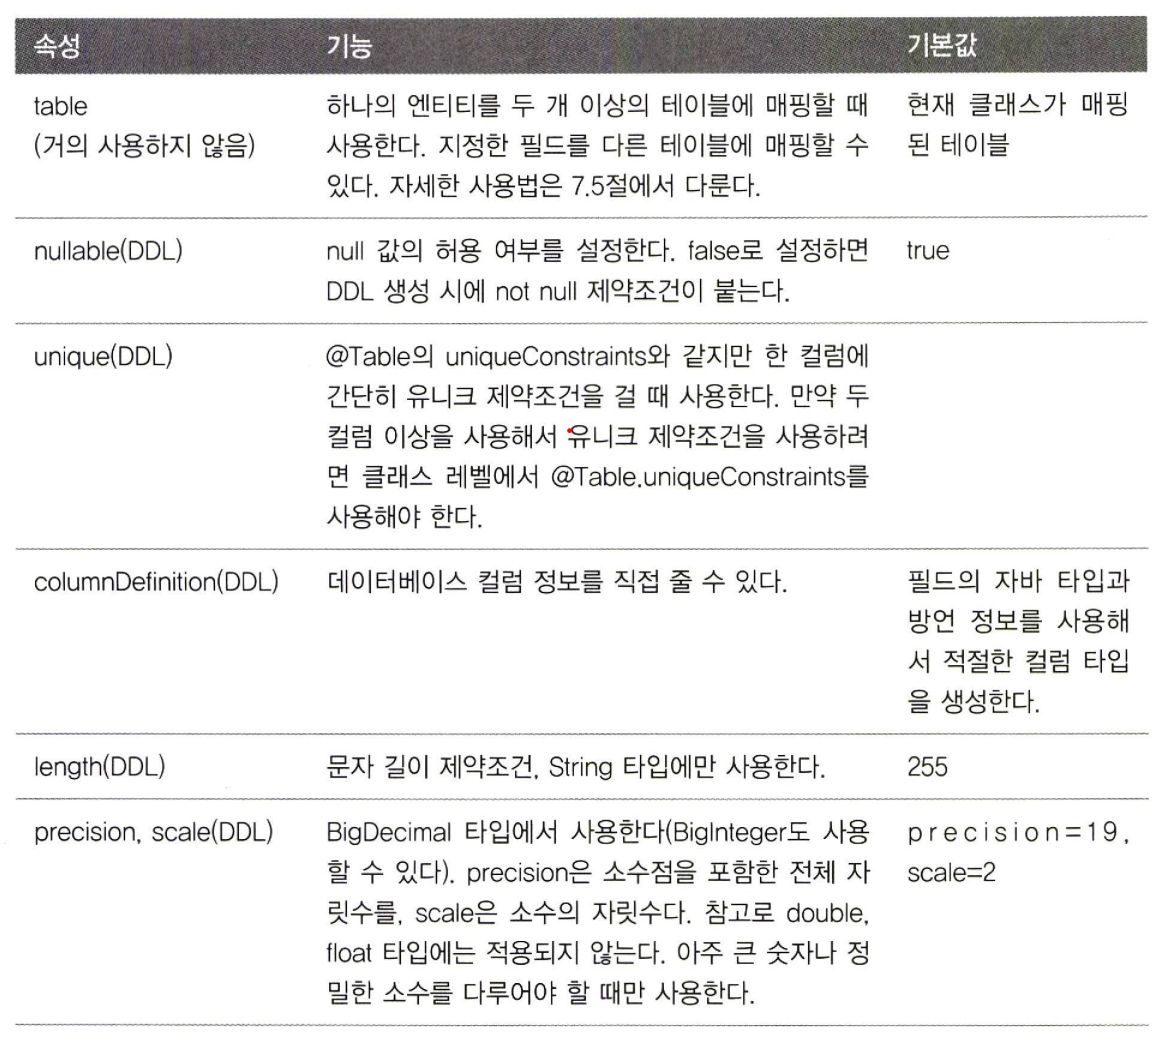 속성 기능 기본값
table 하나의 엔티티를 두 개 이상의 테이블에 매핑할 때 현재 클래스가 매핑
(거의 사용하지 않음) 사용한다. 지정한 필드를 다른 테이블에 매핑할 수 된 테이블
있다. 자세한 사용법은 7.5절에서 다룬다.
nullable(DDL) null 값의 허용 여부를 설정한다. false로 설정하면 true
DDL 생성 시에 not null 제약조건이 붙는다.
unique(DDL) @Table의 uniqueConstraints와 같지만 한 컬럼에
간단히 유니크 제약조건을 걸 때 사용한다. 만약 두
컬럼 이상을 사용해서 유니크 제약조건을 사용하려
면 클래스 레벨에서 @Table.uniqueConstraints를
사용해야 한다.
columnDefinition(DDL) 데이터베이스 컬럼 정보를 직접 줄 수 있다. 필드의 자바 타입과
방언 정보를 사용해
서 적절한 컬럼 타입
을 생성한다.
length(DDL) 문자 길이 제약조건, String 타입에만 사용한다. 255
precision, scale(DDL) BigDecimal 타입에서 사용한다(BigInteger도 사용 precision=19,
할 수 있다). precision은 소수점을 포함한 전체 자 scale=2
릿수를, scale은 소수의 자릿수다. 참고로 double,
float 타입에는 적용되지 않는다. 아주 큰 숫자나 정
밀한 소수를 다루어야 할 때만 사용한다.